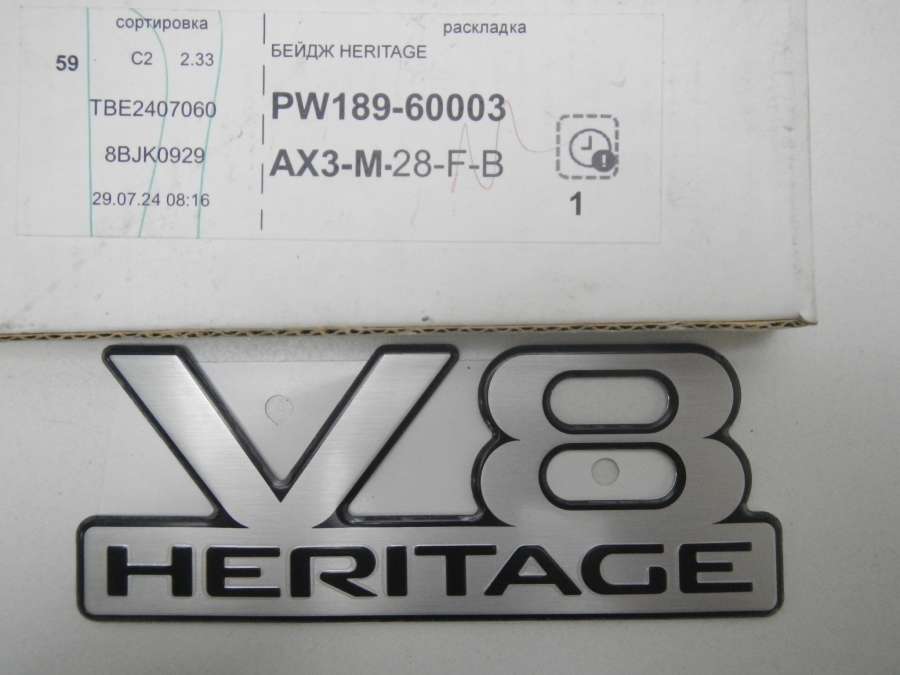 сортировка
59 C2 2.33
TBE2407060
8BJK0929
29.07.24 08:16
раскладка
БЕЙДЖ HERITAGE
PW189-60003
AX3-M-28-F-B
1
V8
HERITAGE